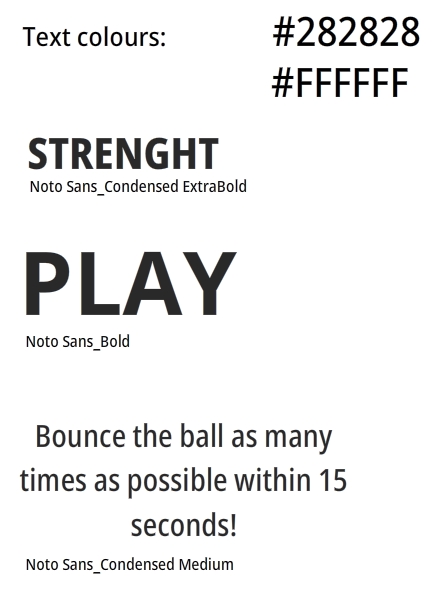 Text colours: #282828
#FFFFFF
STRENGHT
Noto Sans_Condensed ExtraBold
PLAY
Noto Sans_Bold
Bounce the ball as many
times as possible within 15
seconds!
Noto Sans_Condensed Medium